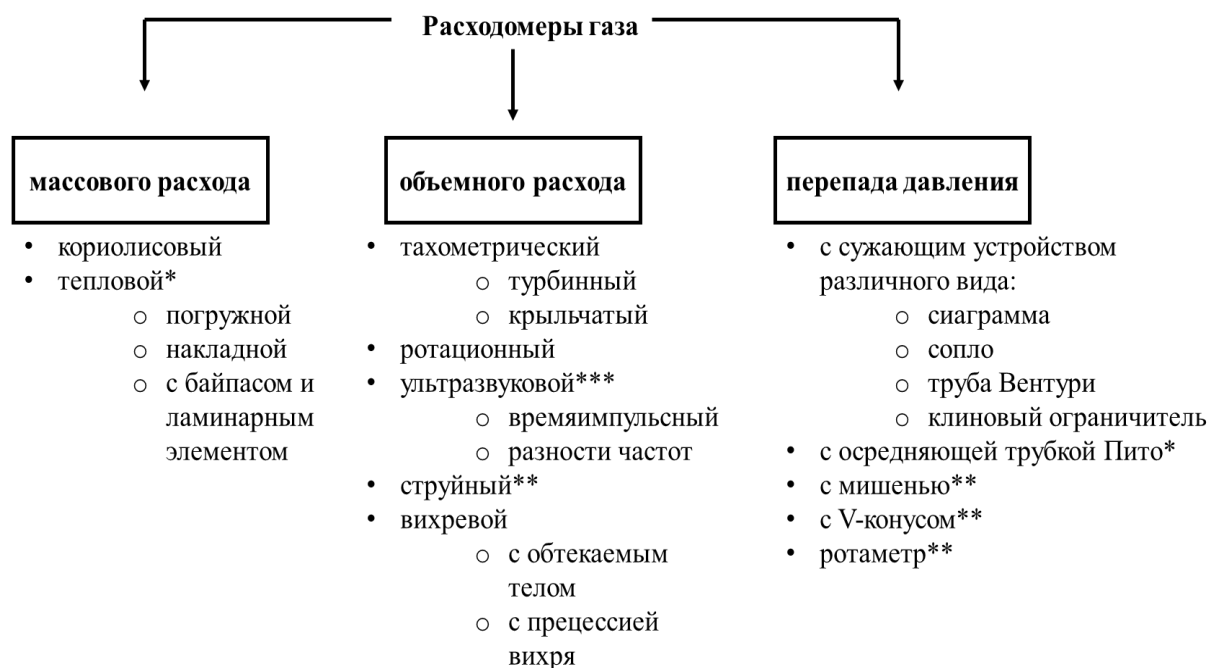 Расходомеры газа
массового расхода
• кориолисовый
• тепловой*
o погружной
o накладной
o с байпасом и
ламинарным
элементом
объемного расхода
• тахометрический
o турбинный
o крыльчатый
• ротационный
• ультразвуковой***
o времяимпульсный
o разности частот
• струйный**
• вихревой
o с обтекаемым
телом
o с прецессией
вихря
перепада давления
• с сужающим устройством
различного вида:
o сиаграмма
o сопло
o труба Вентури
o клиновый ограничитель
• с осредняющей трубкой Пито*
• с мишенью**
• с V-конусом**
• ротаметр**